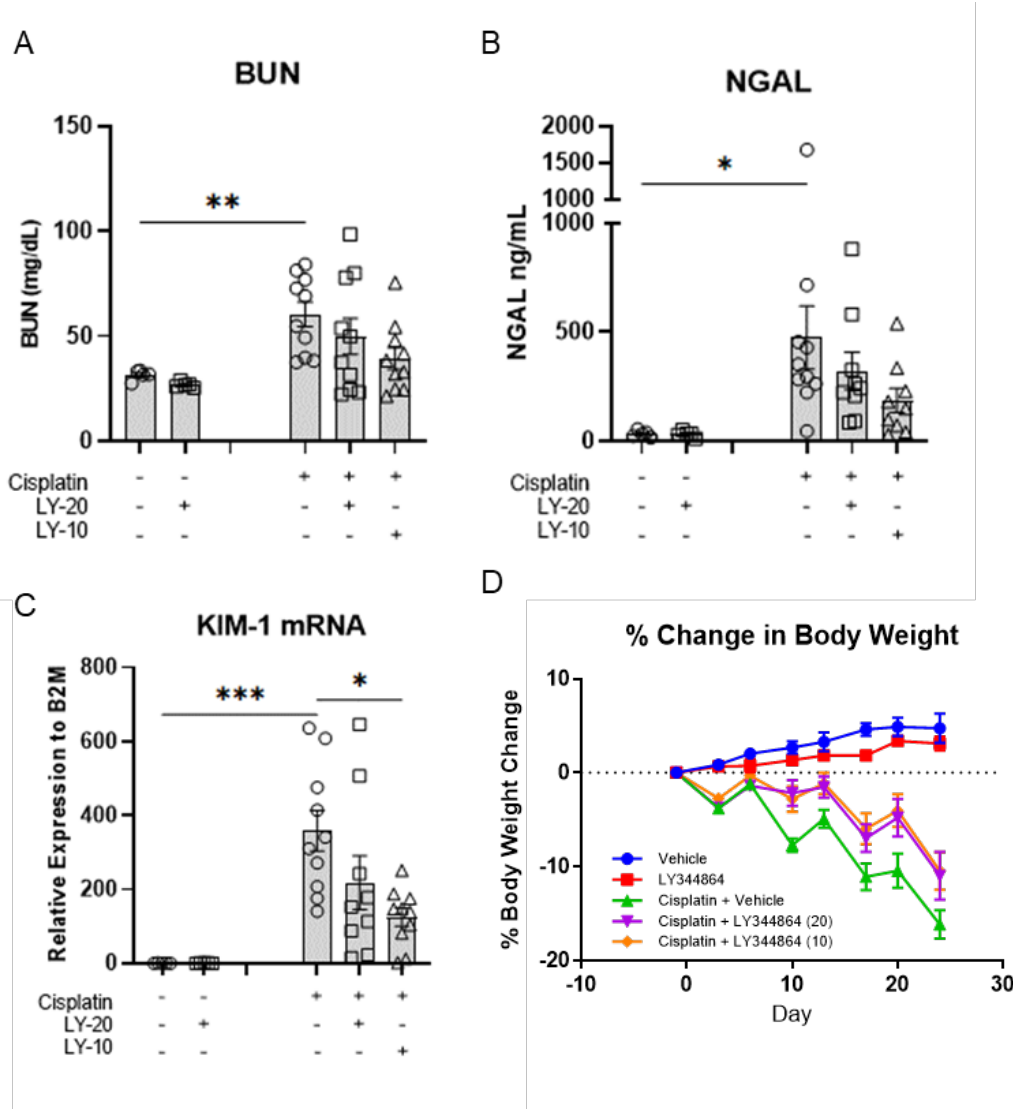 A
BUN
150
100
50
0
BUN (mg/dL)
**
Cisplatin - - + + +
LY-20 - + - + -
LY-10 - - - - +
B
NGAL
2000
1500
1000
1000
500
0
NGAL ng/mL
*
Cisplatin - - + + +
LY-20 - + - + -
LY-10 - - - - +
C
KIM-1 mRNA
800
600
400
200
0
Relative Expression to B2M
*** *
Cisplatin - - + + +
LY-20 - + - + -
LY-10 - - - - +
D
% Change in Body Weight
10
0
-10
-20
% Body Weight Change
Vehicle
LY344864
Cisplatin + Vehicle
Cisplatin + LY344864 (20)
Cisplatin + LY344864 (10)
-10 0 10 20 30
Day